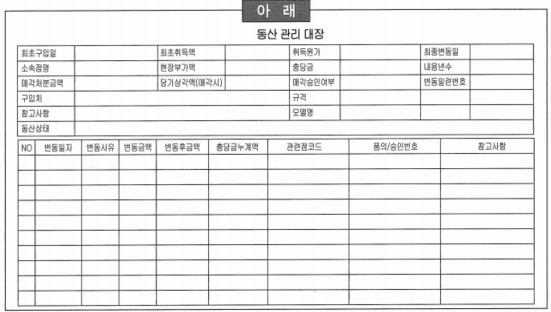 아 래
동산 관리 대장
최초구입일 최초취득액 취득원가 최종변동일
소속점명 현장부가액 충당금 내용년수
매각처분금액 당기상각액(매각시) 매각승인여부 변동일련번호
구입처 규격
참고사항 모델명
동산상태
NO 변동일자 변동사유 변동금액 변동후금액 충당금누계액 관련점코드 품의/승인번호 참고사항